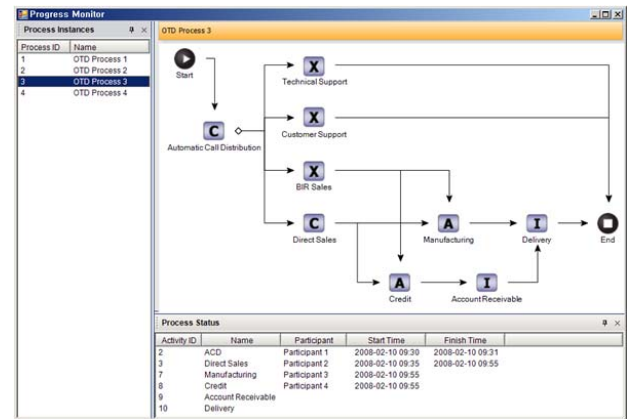 Progress Monitor
Process Instances
Process ID Name
1 OTD Process 1
2 OTD Process 2
3 OTD Process 3
4 OTD Process 4
OTD Process 3
Start
X
Technical Support
X
Customer Support
C
Automatic Call Distribution
X
BIR Sales
C
Direct Sales
A
Manufacturing
I
Delivery
End
A
Credit
I
Account Receivable
Process Status
Activity ID Name Participant Start Time Finish Time
2 ACD Participant 1 2008-02-10 09:30 2008-02-10 09:31
3 Direct Sales Participant 2 2008-02-10 09:35 2008-02-10 09:55
7 Manufacturing Participant 3 2008-02-10 09:55
8 Credit Participant 4 2008-02-10 09:55
9 Account Receivable
10 Delivery